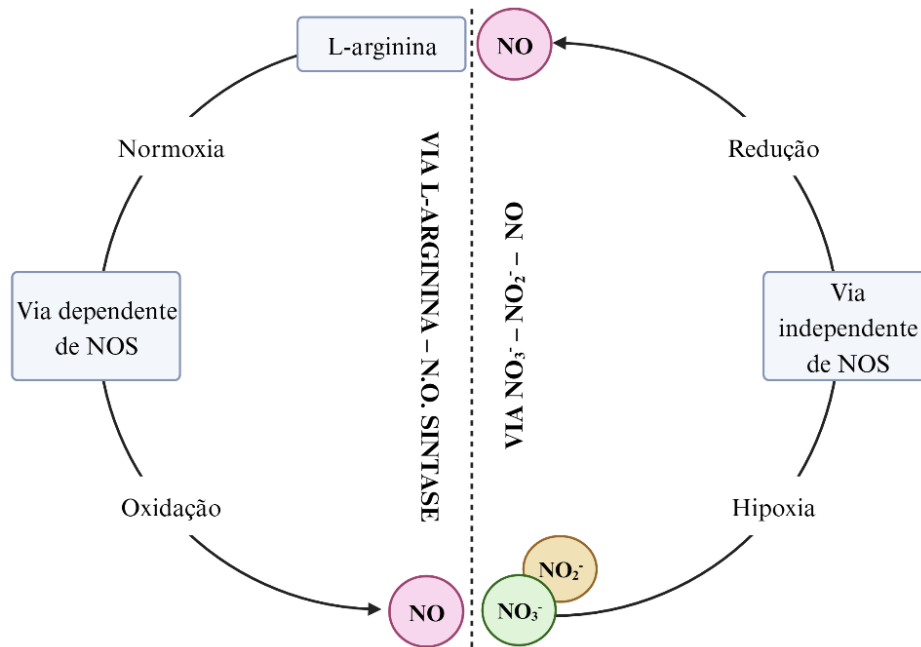 L-arginina
NO
Normoxia
Redução
VIA L-ARGININA – N.O. SINTASE
VIA NO₃⁻ – NO₂⁻ – NO
Via dependente
de NOS
Via
independente
de NOS
Oxidação
Hipoxia
NO₂⁻
NO
NO₃⁻